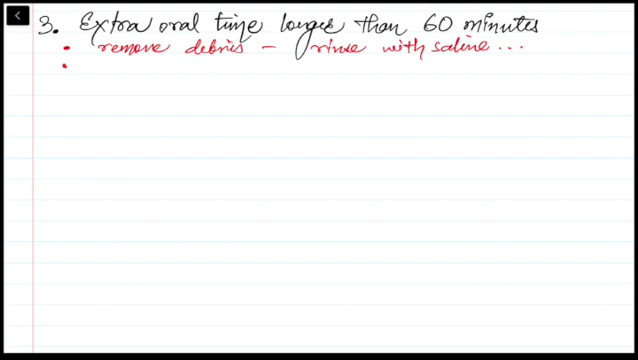 3. Extra oral time longer than 60 minutes
• remove debris - rinse with saline...
•